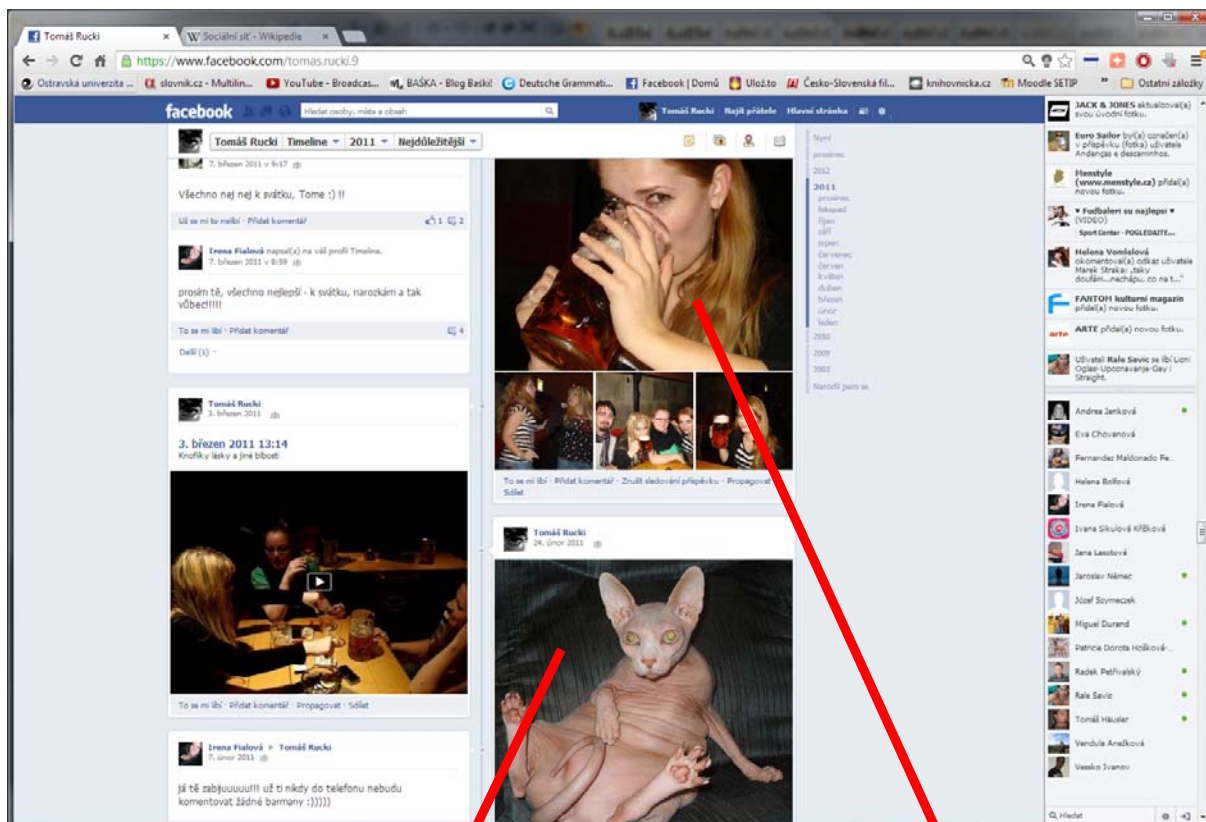 Tomáš Rucki
Sociální síť - Wikipedie
https://www.facebook.com/tomas.rucki.9
Ostravská univerzita ...
slovnik.cz - Multilin...
YouTube - Broadcas...
BAŠKA - Blog Baški!
Deutsche Grammati...
Facebook | Domů
Ulož.to
Česko-Slovenská fil...
knihovnicka.cz
Moodle SETIP
Ostatní záložky
facebook
Hledat osoby, místa a obsah
Tomáš Rucki
Najít přátele
Hlavní stránka
Tomáš Rucki
Timeline
2011
Nejdůležitější
7. březen 2011 v 9:17
Všechno nej nej k svátku, Tome :) !!
Už se mi to nelíbí · Přidat komentář
1
2
Irena Fialová napsal(a) na váš profil Timeline.
7. březen 2011 v 8:59
prosím tě, všechno nejlepší - k svátku, narozkám a tak
vůbec!!!!!
To se mi líbí · Přidat komentář
4
Další (1)
Tomáš Rucki
3. březen 2011
3. březen 2011 13:14
Knoflíky lásky a jiné blbosti
To se mi líbí · Přidat komentář · Propagovat · Sdílet
Irena Fialová
Tomáš Rucki
7. únor 2011
já tě zabijuuuuu!!! už ti nikdy do telefonu nebudu
komentovat žádné barmany :)))))
To se mi líbí · Přidat komentář · Zrušit sledování příspěvku · Propagovat ·
Sdílet
Tomáš Rucki
24. únor 2011
Nyní
prosinec
2012
2011
prosinec
listopad
říjen
září
srpen
červenec
červen
květen
duben
březen
únor
leden
2010
2009
2003
Narodil jsem se
JACK & JONES aktualizoval(a)
svou úvodní fotku.
Euro Sailor byl(a) označen(a)
v příspěvku (fotka) uživatele
Andanças e descaminhos.
Menstyle
(www.menstyle.cz) přidal(a)
novou fotku.
♥ Fudbaleri su najlepsi ♥
(VIDEO)
Sport Centar - POGLEDAJTE...
Helena Vomlelová
okomentoval(a) odkaz uživatele
Marek Straka: „taky
doufám...nechápu, co na t..."
FANTOM kulturní magazín
přidal(a) novou fotku.
arte
ARTE přidal(a) novou fotku.
Uživateli Rale Savic se líbí Licni
Oglasi-Upoznavanje-Gay i
Straight.
Andrea Janková
Eva Chovanová
Fernandez Maldonado Fe..
Helena Bolfová
Irena Fialová
Ivana Sikulová Křížková
Jana Lasotová
Jaroslav Němec
Józef Szymeczek
Miguel Durand
Patricie Dorota Hošková-...
Radek Petřivalský
Rale Savic
Tomáš Häusler
Vendula Anežková
Vessko Ivanov
Hledat